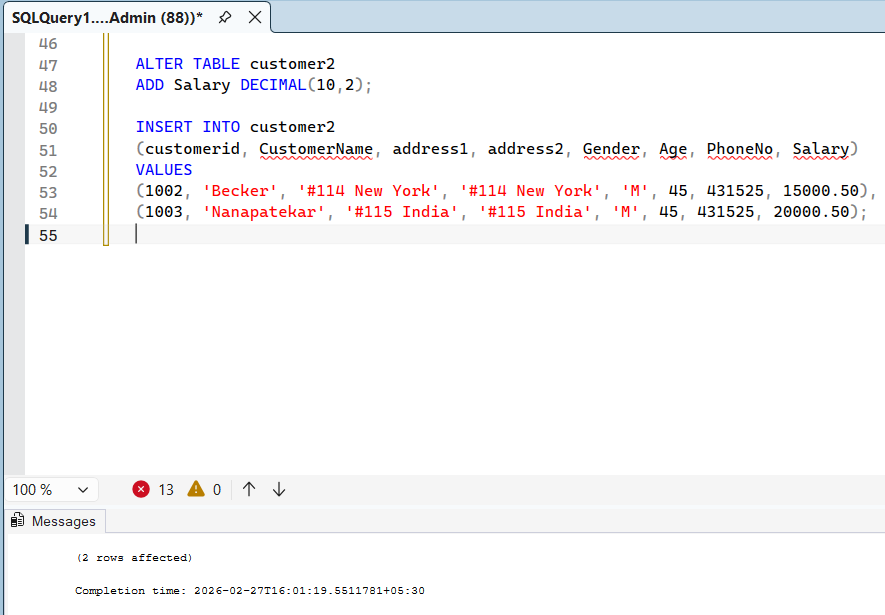 SQLQuery1....Admin (88))*
46
47 ALTER TABLE customer2
48 ADD Salary DECIMAL(10,2);
49
50 INSERT INTO customer2
51 (customerid, CustomerName, address1, address2, Gender, Age, PhoneNo, Salary)
52 VALUES
53 (1002, 'Becker', '#114 New York', '#114 New York', 'M', 45, 431525, 15000.50),
54 (1003, 'Nanapatekar', '#115 India', '#115 India', 'M', 45, 431525, 20000.50);
55
100 % 13 0
Messages
(2 rows affected)
Completion time: 2026-02-27T16:01:19.5511781+05:30